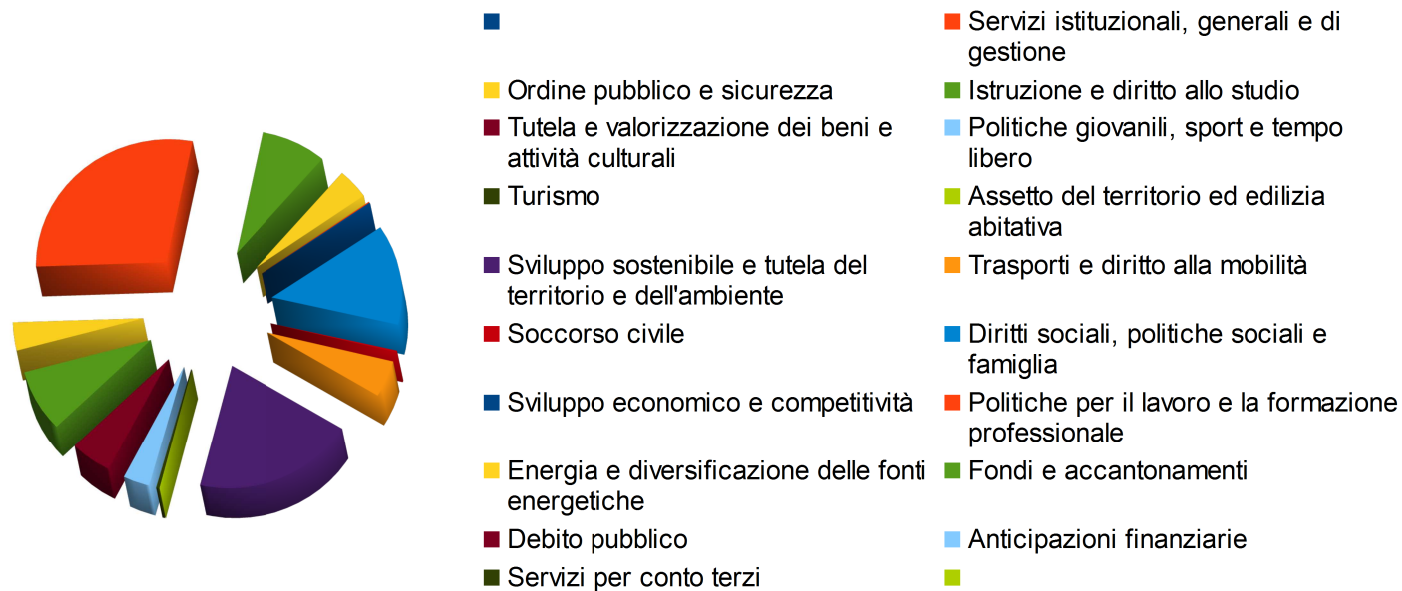 Servizi istituzionali, generali e di
gestione
Ordine pubblico e sicurezza
Istruzione e diritto allo studio
Tutela e valorizzazione dei beni e
attività culturali
Politiche giovanili, sport e tempo
libero
Turismo
Assetto del territorio ed edilizia
abitativa
Sviluppo sostenibile e tutela del
territorio e dell'ambiente
Trasporti e diritto alla mobilità
Soccorso civile
Diritti sociali, politiche sociali e
famiglia
Sviluppo economico e competitività
Politiche per il lavoro e la formazione
professionale
Energia e diversificazione delle fonti
energetiche
Fondi e accantonamenti
Debito pubblico
Anticipazioni finanziarie
Servizi per conto terzi